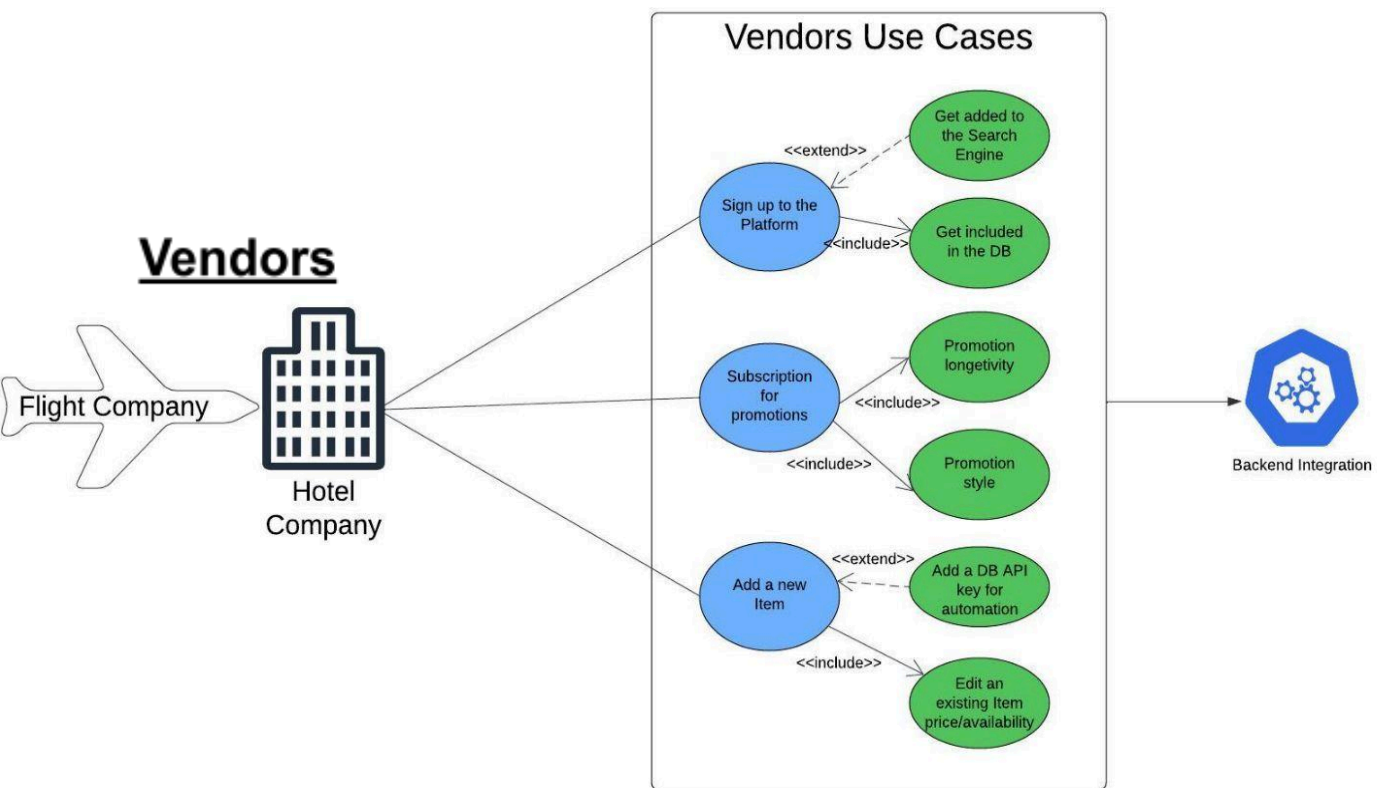 Vendors Use Cases
Get added to
the Search
Engine
<<extend>>
Sign up to the
Platform
<<include>>
Get included
in the DB
Vendors
Flight Company
Hotel
Company
Subscription
for
promotions
Promotion
longetivity
<<include>>
<<include>>
Promotion
style
Add a new
Item
<<extend>>
Add a DB API
key for
automation
<<include>>
Edit an
existing Item
price/availability
Backend Integration